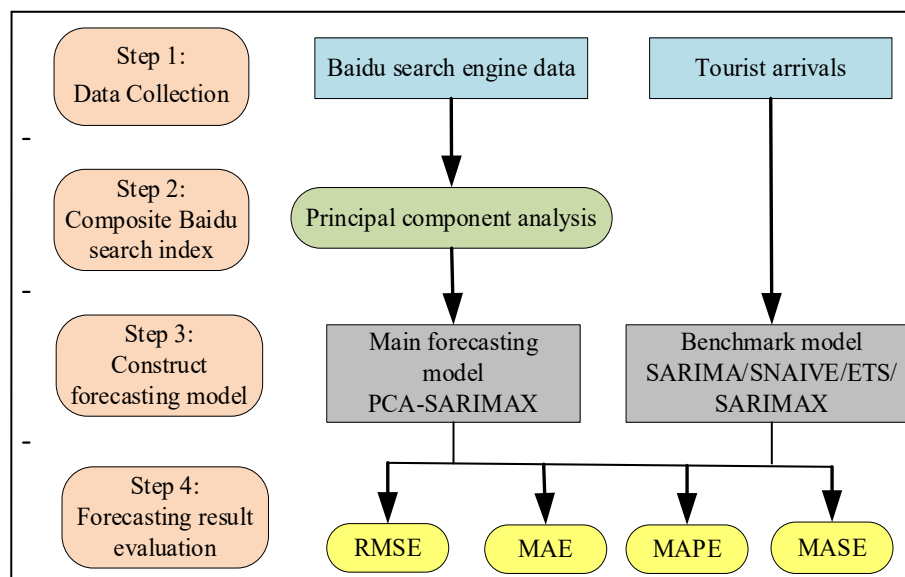 Step 1:
Data Collection
Baidu search engine data
Tourist arrivals
Step 2:
Composite Baidu
search index
Principal component analysis
Step 3:
Construct
forecasting model
Main forecasting
model
PCA-SARIMAX
Benchmark model
SARIMA/SNAIVE/ETS/
SARIMAX
Step 4:
Forecasting result
evaluation
RMSE
MAE
MAPE
MASE